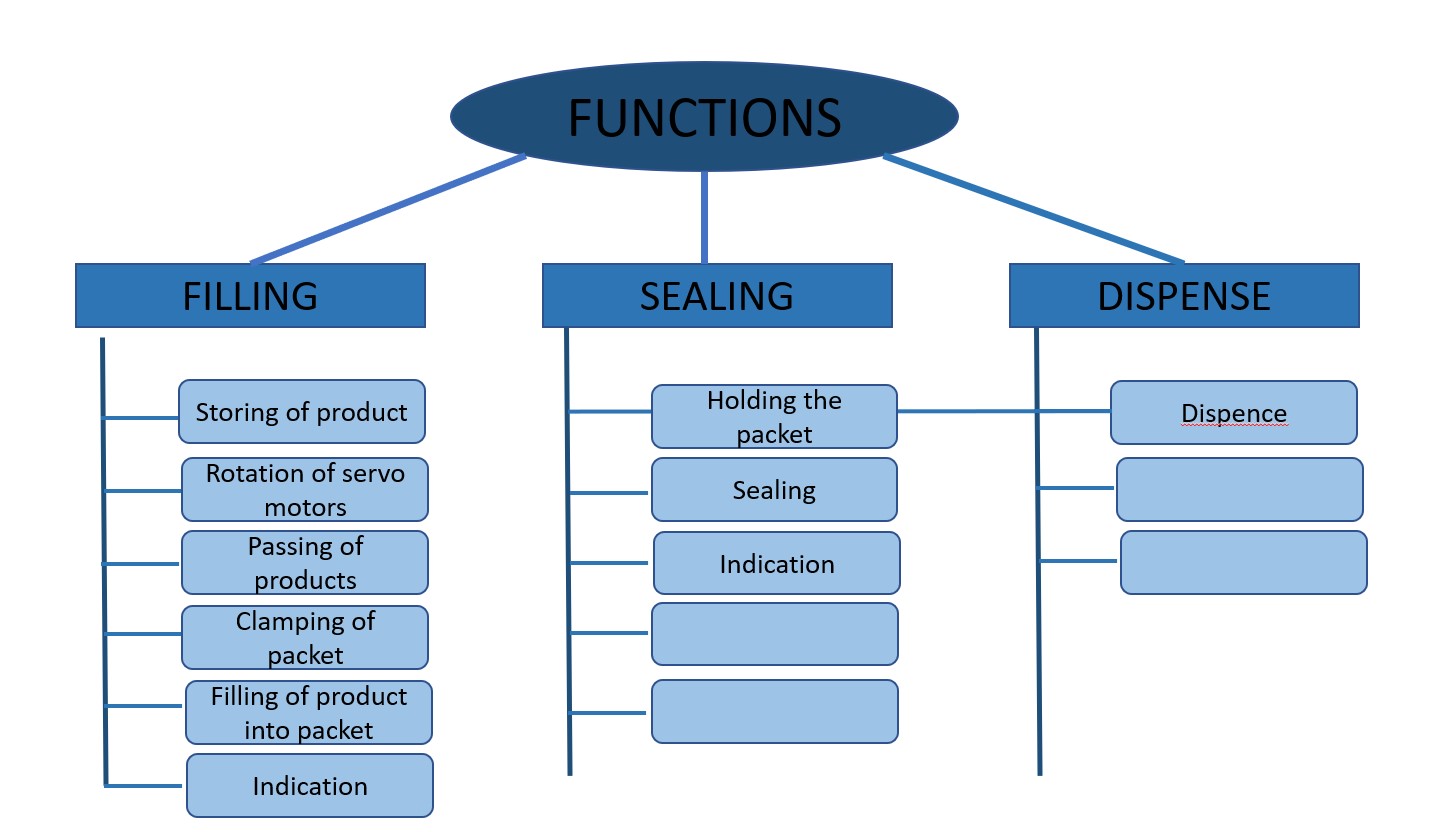 FUNCTIONS
FILLING
Storing of product
Rotation of servo
motors
Passing of
products
Clamping of
packet
Filling of product
into packet
Indication
SEALING
Holding the
packet
Sealing
Indication
DISPENSE
Dispence